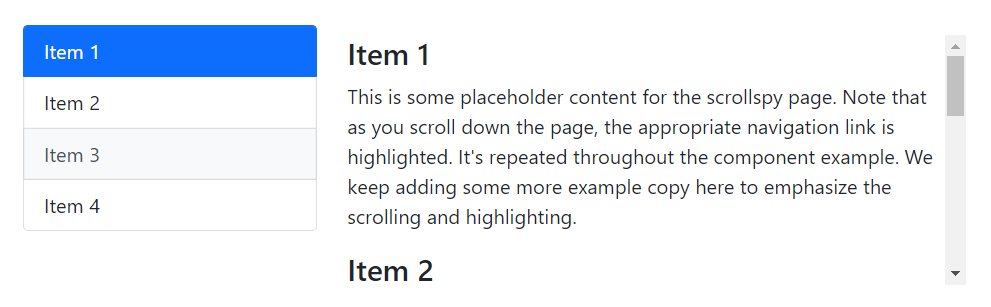 Item 1
Item 2
Item 3
Item 4
Item 1
This is some placeholder content for the scrollspy page. Note that
as you scroll down the page, the appropriate navigation link is
highlighted. It's repeated throughout the component example. We
keep adding some more example copy here to emphasize the
scrolling and highlighting.
Item 2